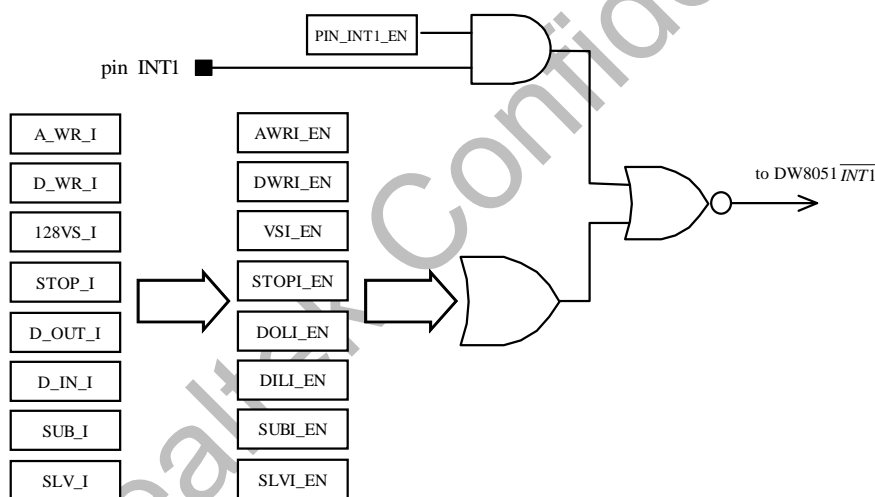 PIN_INT1_EN
pin INT1
A_WR_I AWRI_EN
D_WR_I DWRI_EN
to DW8051 INT1
128VS_I VSI_EN
STOP_I STOPI_EN
D_OUT_I DOLI_EN
D_IN_I DILI_EN
SUB_I SUBI_EN
SLV_I SLVI_EN